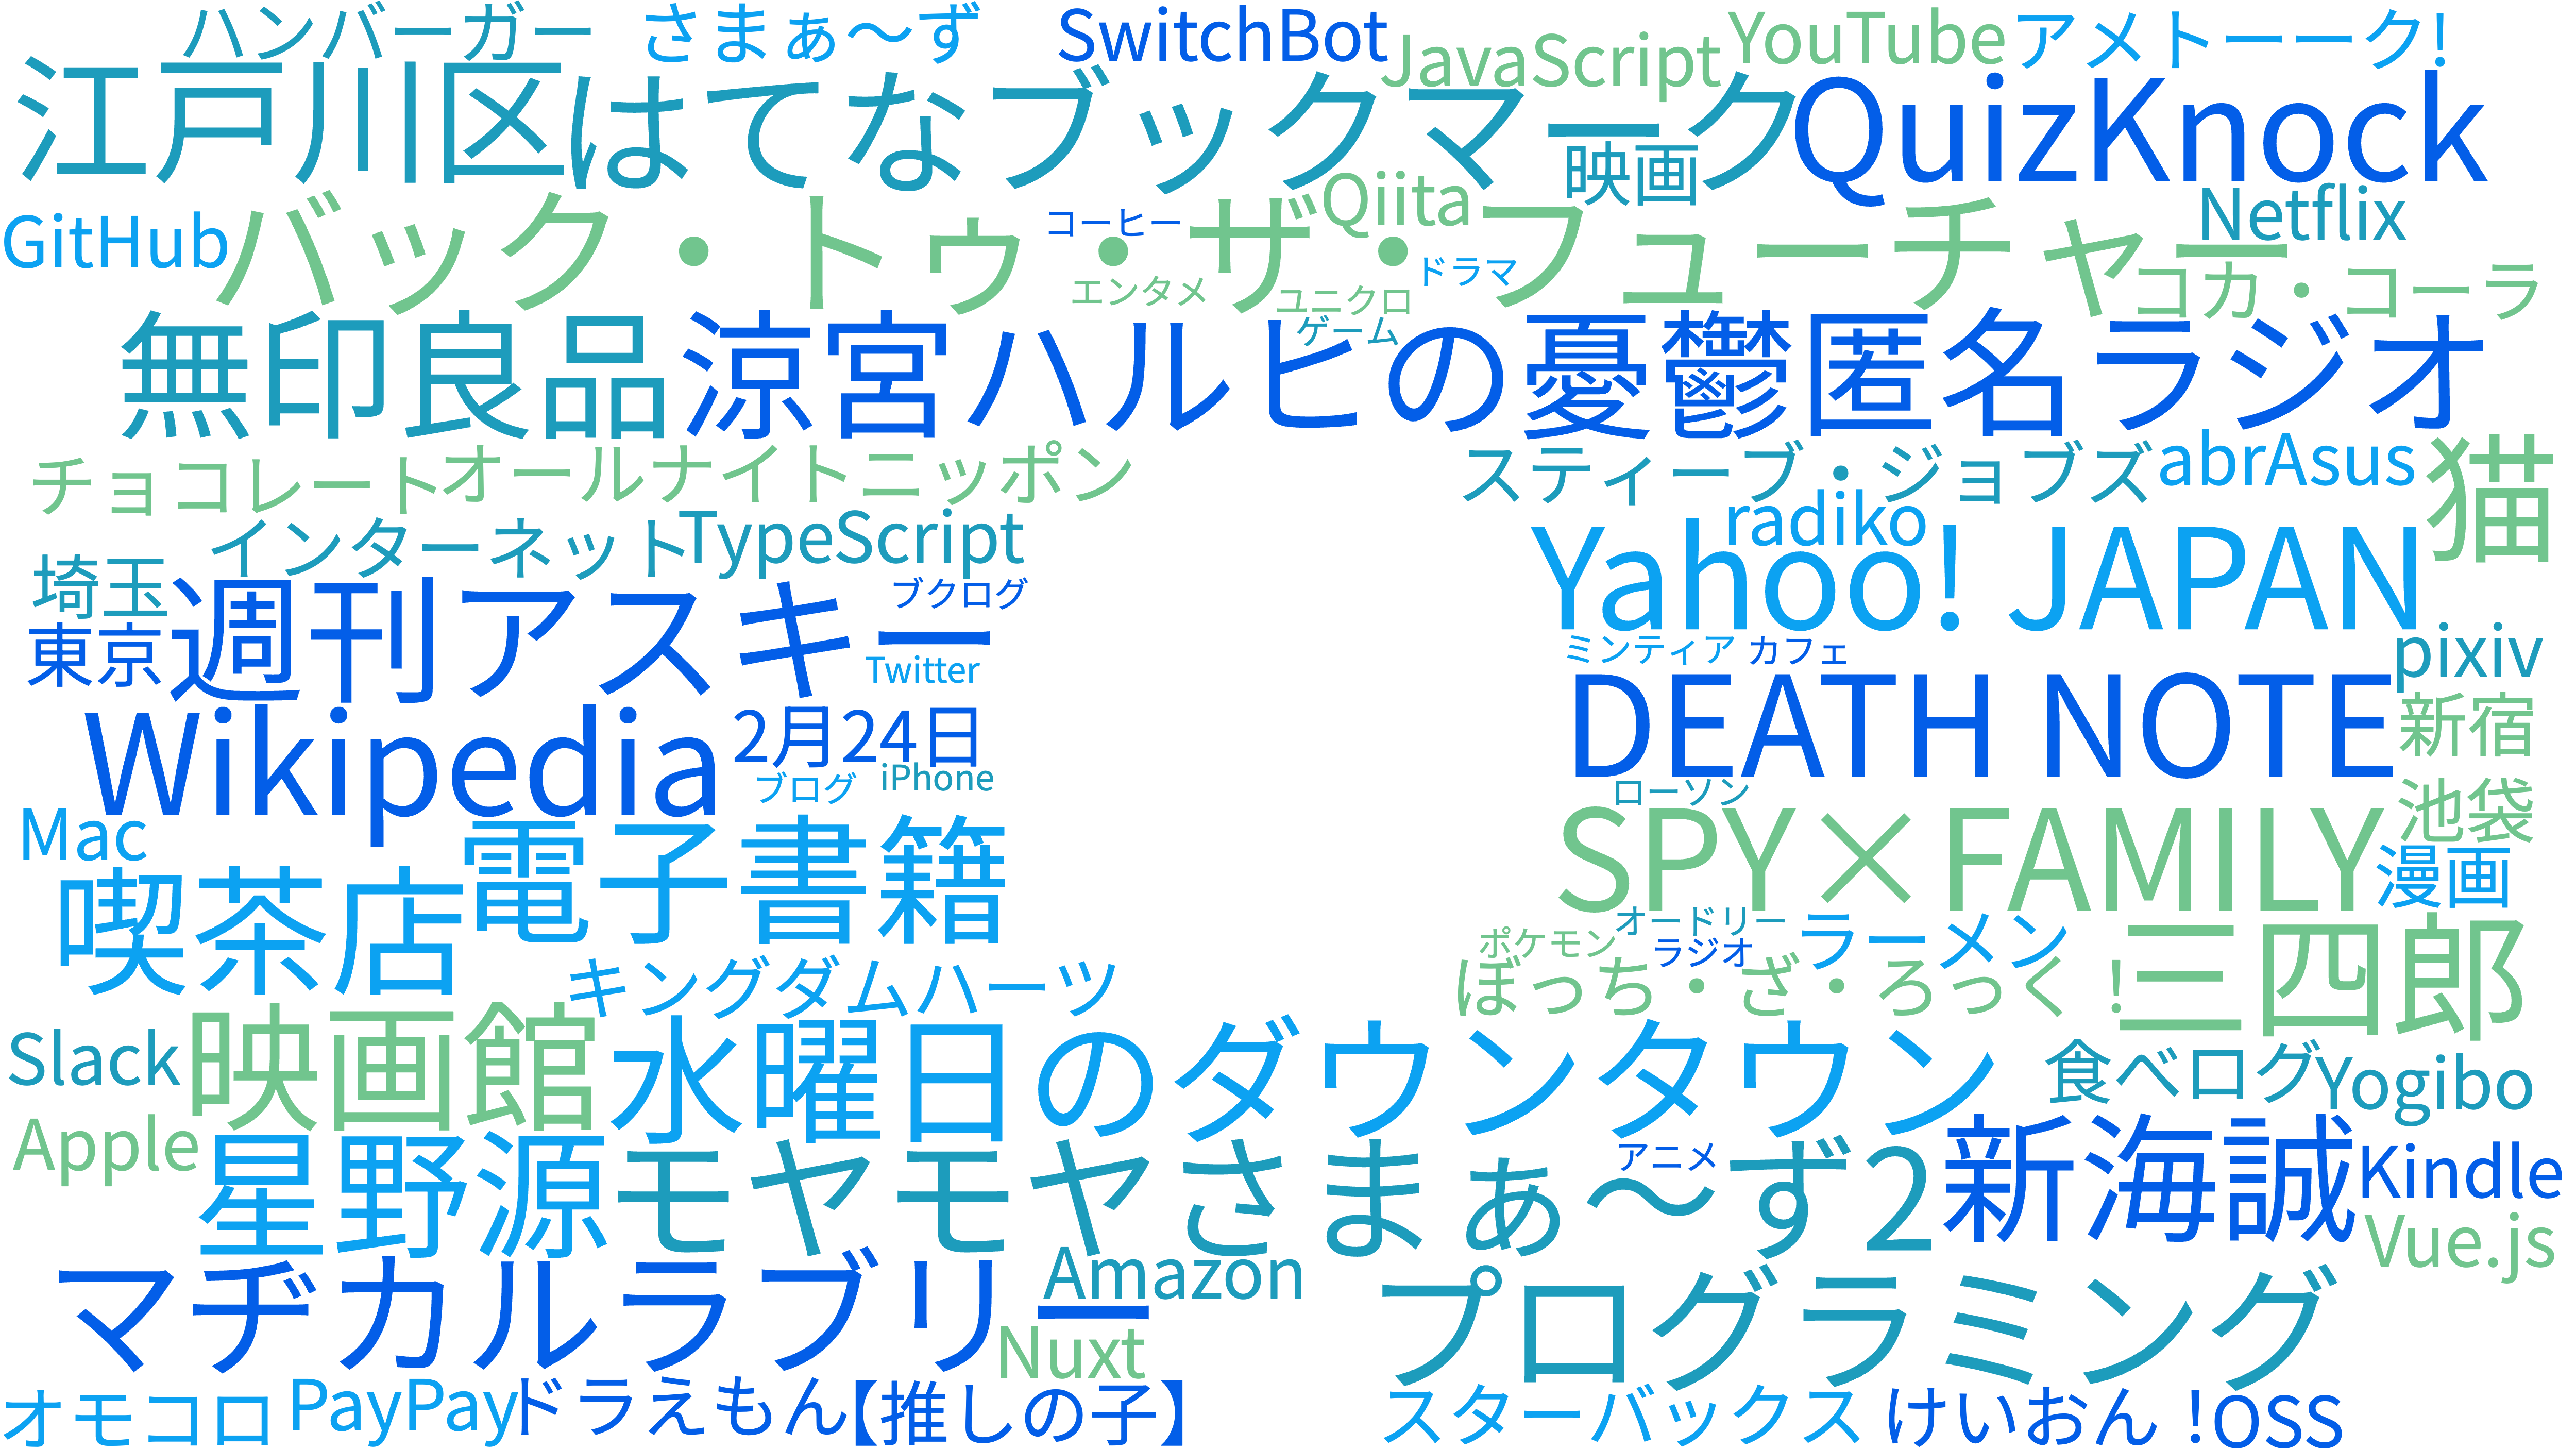 ハンバーガー
さまぁ〜ず
SwitchBot
JavaScript
YouTube
アメトーーク!
江戸川区
はてなブックマーク
QuizKnock
映画
Qiita
Netflix
GitHub
バック・トゥ・ザ・フューチャー
コーヒー
エンタメ
ユニクロ
ドラマ
コカ・コーラ
ゲーム
無印良品
涼宮ハルヒの憂鬱
匿名ラジオ
チョコレート
オールナイトニッポン
スティーブ・ジョブズ
abrAsus
猫
インターネット
TypeScript
radiko
Yahoo! JAPAN
埼玉
東京
週刊アスキー
ブクログ
Twitter
ミンティア
カフェ
pixiv
Wikipedia
2月24日
ブログ
iPhone
DEATH NOTE
新宿
ローソン
池袋
Mac
電子書籍
SPY×FAMILY
漫画
喫茶店
オードリー
ポケモン
ラジオ
ラーメン
三四郎
キングダムハーツ
ぼっち・ざ・ろっく!
Slack
映画館
水曜日のダウンタウン
食べログ
Yogibo
Apple
星野源
モヤモヤさまぁ〜ず2
アニメ
新海誠
Kindle
Vue.js
マヂカルラブリー
Amazon
Nuxt
プログラミング
オモコロ
PayPay
ドラえもん
【推しの子】
スターバックス
けいおん!
OSS